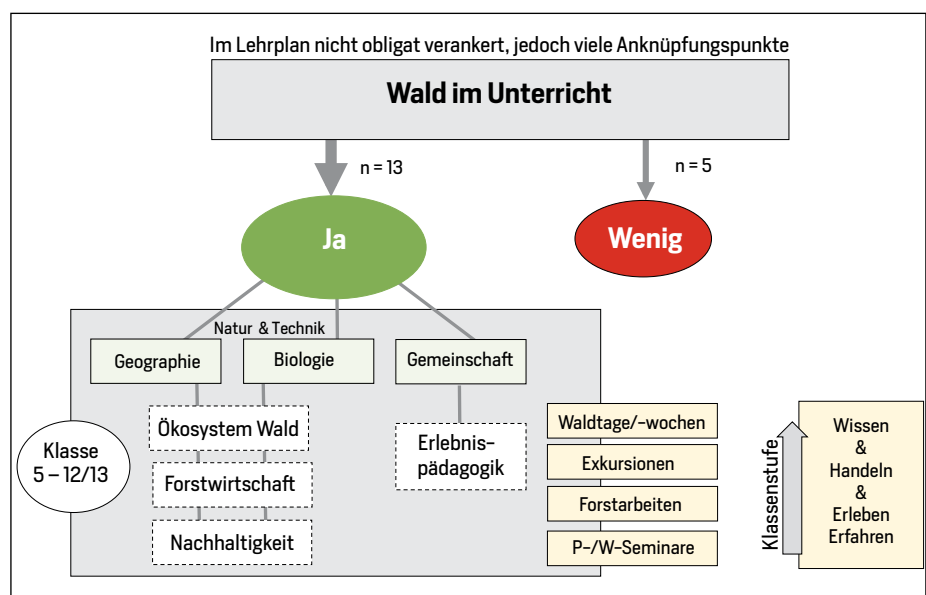 Im Lehrplan nicht obligat verankert, jedoch viele Anknüpfungspunkte
Wald im Unterricht
n = 13
n = 5
Ja
Wenig
Natur & Technik
Geographie
Biologie
Gemeinschaft
Klasse
5 – 12/13
Ökosystem Wald
Forstwirtschaft
Nachhaltigkeit
Erlebnis-
pädagogik
Waldtage/-wochen
Exkursionen
Forstarbeiten
P-/W-Seminare
Klassenstufe
Wissen
&
Handeln
&
Erleben
Erfahren